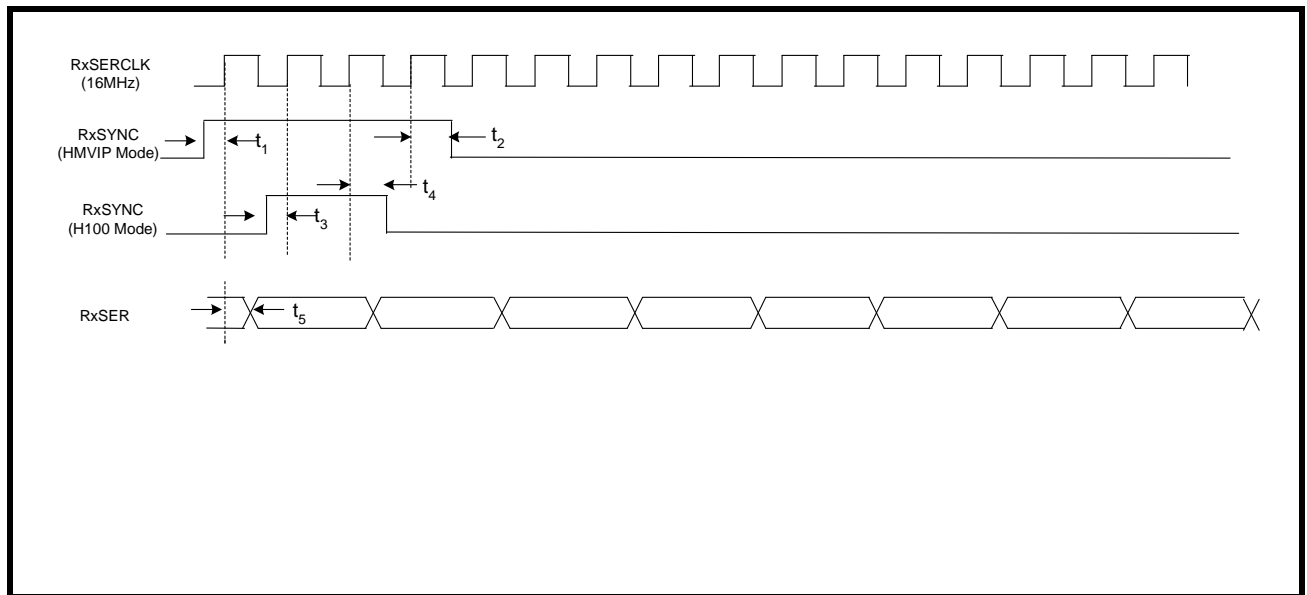 RxSERCLK
(16MHz)
RxSYNC
(HMVIP Mode)
t1
t2
t4
RxSYNC
(H100 Mode)
t3
RxSER
t5